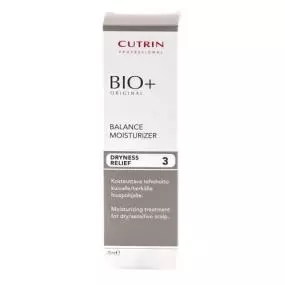 CUTRIN
PROFESSIONAL
BIO+
ORIGINAL
BALANCE
MOISTURIZER
DRYNESS
RELIEF 3
Kosteuttava tehohoito
kuivalle/herkälle
hiuspohjalle.
Moisturizing treatment
for dry/sensitive scalp.